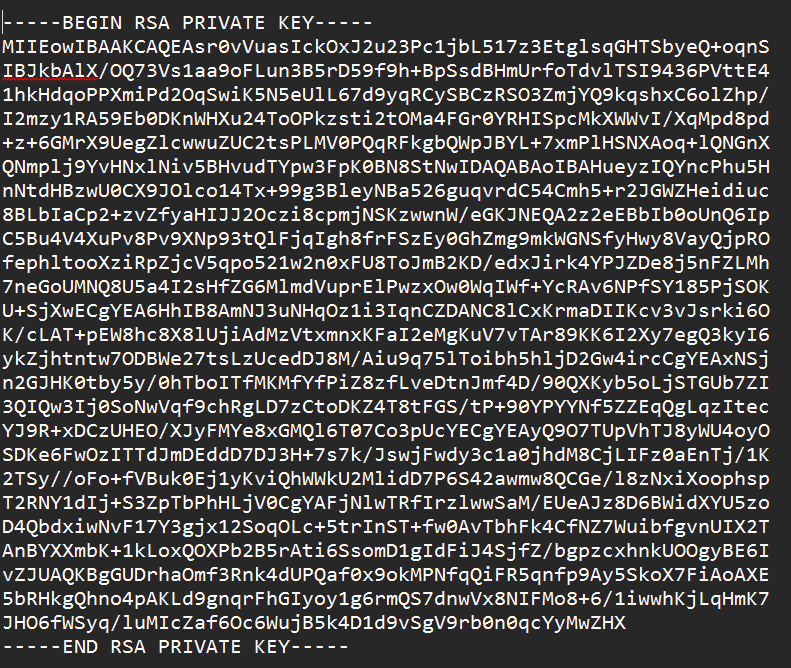 -----BEGIN RSA PRIVATE KEY-----
MIIEowIBAAKCAQEAsr0vVuasIckOxJ2u23Pc1jbL517z3EtglsqGHTSbyeQ+oqnS
IBJkbAlX/OQ73Vs1aa9oFLun3B5rD59f9h+BpSsdBHmUrfoTdvlTSI9436PVttE4
1hkHdqoPPXmiPd2OqSwiK5N5eUlL67d9yqRCySBCzRSO3ZmjYQ9kqshxC6olZhp/
I2mzy1RA59Eb0DKnWHXu24ToOPkzsti2tOMa4FGr0YRHISpcMkXWWvI/XqMpd8pd
+z+6GMrX9UegZlcwwuZUC2tsPLMV0PQqRFkgbQWpJBYL+7xmPlHSNXAoq+lQNGnX
QNmplj9YvHNxlNiv5BHvudTYpw3FpK0BN8StNwIDAQABAoIBAHueyzIQYncPhu5H
nNtdHBzwU0CX9JOlco14Tx+99g3BleyNBa526guqvrdC54Cmh5+r2JGWZHeidiuc
8BLbIaCp2+zvZfyaHIJJ2Oczi8cpmjNSKzwwnW/eGKJNEQA2z2eEBbIb0oUnQ6Ip
C5Bu4V4XuPv8Pv9XNp93tQlFjqIgh8frFSzEy0GhZmg9mkWGNSfyHwy8VayQjpRO
fephltooXziRpZjcV5qpo521w2n0xFU8ToJmB2KD/edxJirk4YPJZDe8j5nFZLMh
7neGoUMNQ8U5a4I2sHfZG6MlmdVuprElPwzxOw0WqIWf+YcRAv6NPfSY185PjSOK
U+SjXwECgYEA6HhIB8AmNJ3uNHqOz1i3IqnCZDANC8lCxKrmaDIIKcv3vJsrki6O
K/cLAT+pEW8hc8X8lUjiAdMzVtxmnxKFaI2eMgKuV7vTAr89KK6I2Xy7egQ3kyI6
ykZjhtntw7ODBWe27tsLzUcedDJ8M/Aiu9q75lToibh5hljD2Gw4ircCgYEAxNSj
n2GJHK0tby5y/0hTboITfMKMfYfPiZ8zfLveDtnJmf4D/90QXKyb5oLjSTGUb7ZI
3QIQw3Ij0SoNwVqf9chRgLD7zCtoDKZ4T8tFGS/tP+90YPYYNf5ZZEqQgLqzItec
YJ9R+xDCzUHEO/XJyFMYe8xGMQl6T07Co3pUcYECgYEAyQ9O7TUpVhTJ8yWU4oyO
SDKe6FwOzITTdJmDEddD7DJ3H+7s7k/JswjFwdy3c1a0jhdM8CjLIFz0aEnTj/1K
2TSy//oFo+fVBuk0Ej1yKviQhWWkU2MlidD7P6S42awmw8QCGe/l8zNxiXoophsp
T2RNY1dIj+S3ZpTbPhHLjV0CgYAFjNlwTRfIrzlwwSaM/EUeAJz8D6BWidXYU5zo
D4QbdxiwNvF17Y3gjx12SoqOLc+5trInST+fw0AvTbhFk4CfNZ7WuibfgvnUIX2T
AnBYXXmbK+1kLoxQOXPb2B5rAti6SsomD1gIdFiJ4SjfZ/bgpzcxhnkUOOgyBE6I
vZJUAQKBgGUDrhaOmf3Rnk4dUPQaf0x9okMPNfqQiFR5qnfp9Ay5SkoX7FiAoAXE
5bRHkgQhno4pAKLd9gnqrFhGIyoy1g6rmQS7dnwVx8NIFMo8+6/1iwwhKjLqHmK7
JHO6fWSyq/luMIcZaf6Oc6WujB5k4D1d9vSgV9rb0n0qcYyMwZHX
-----END RSA PRIVATE KEY-----